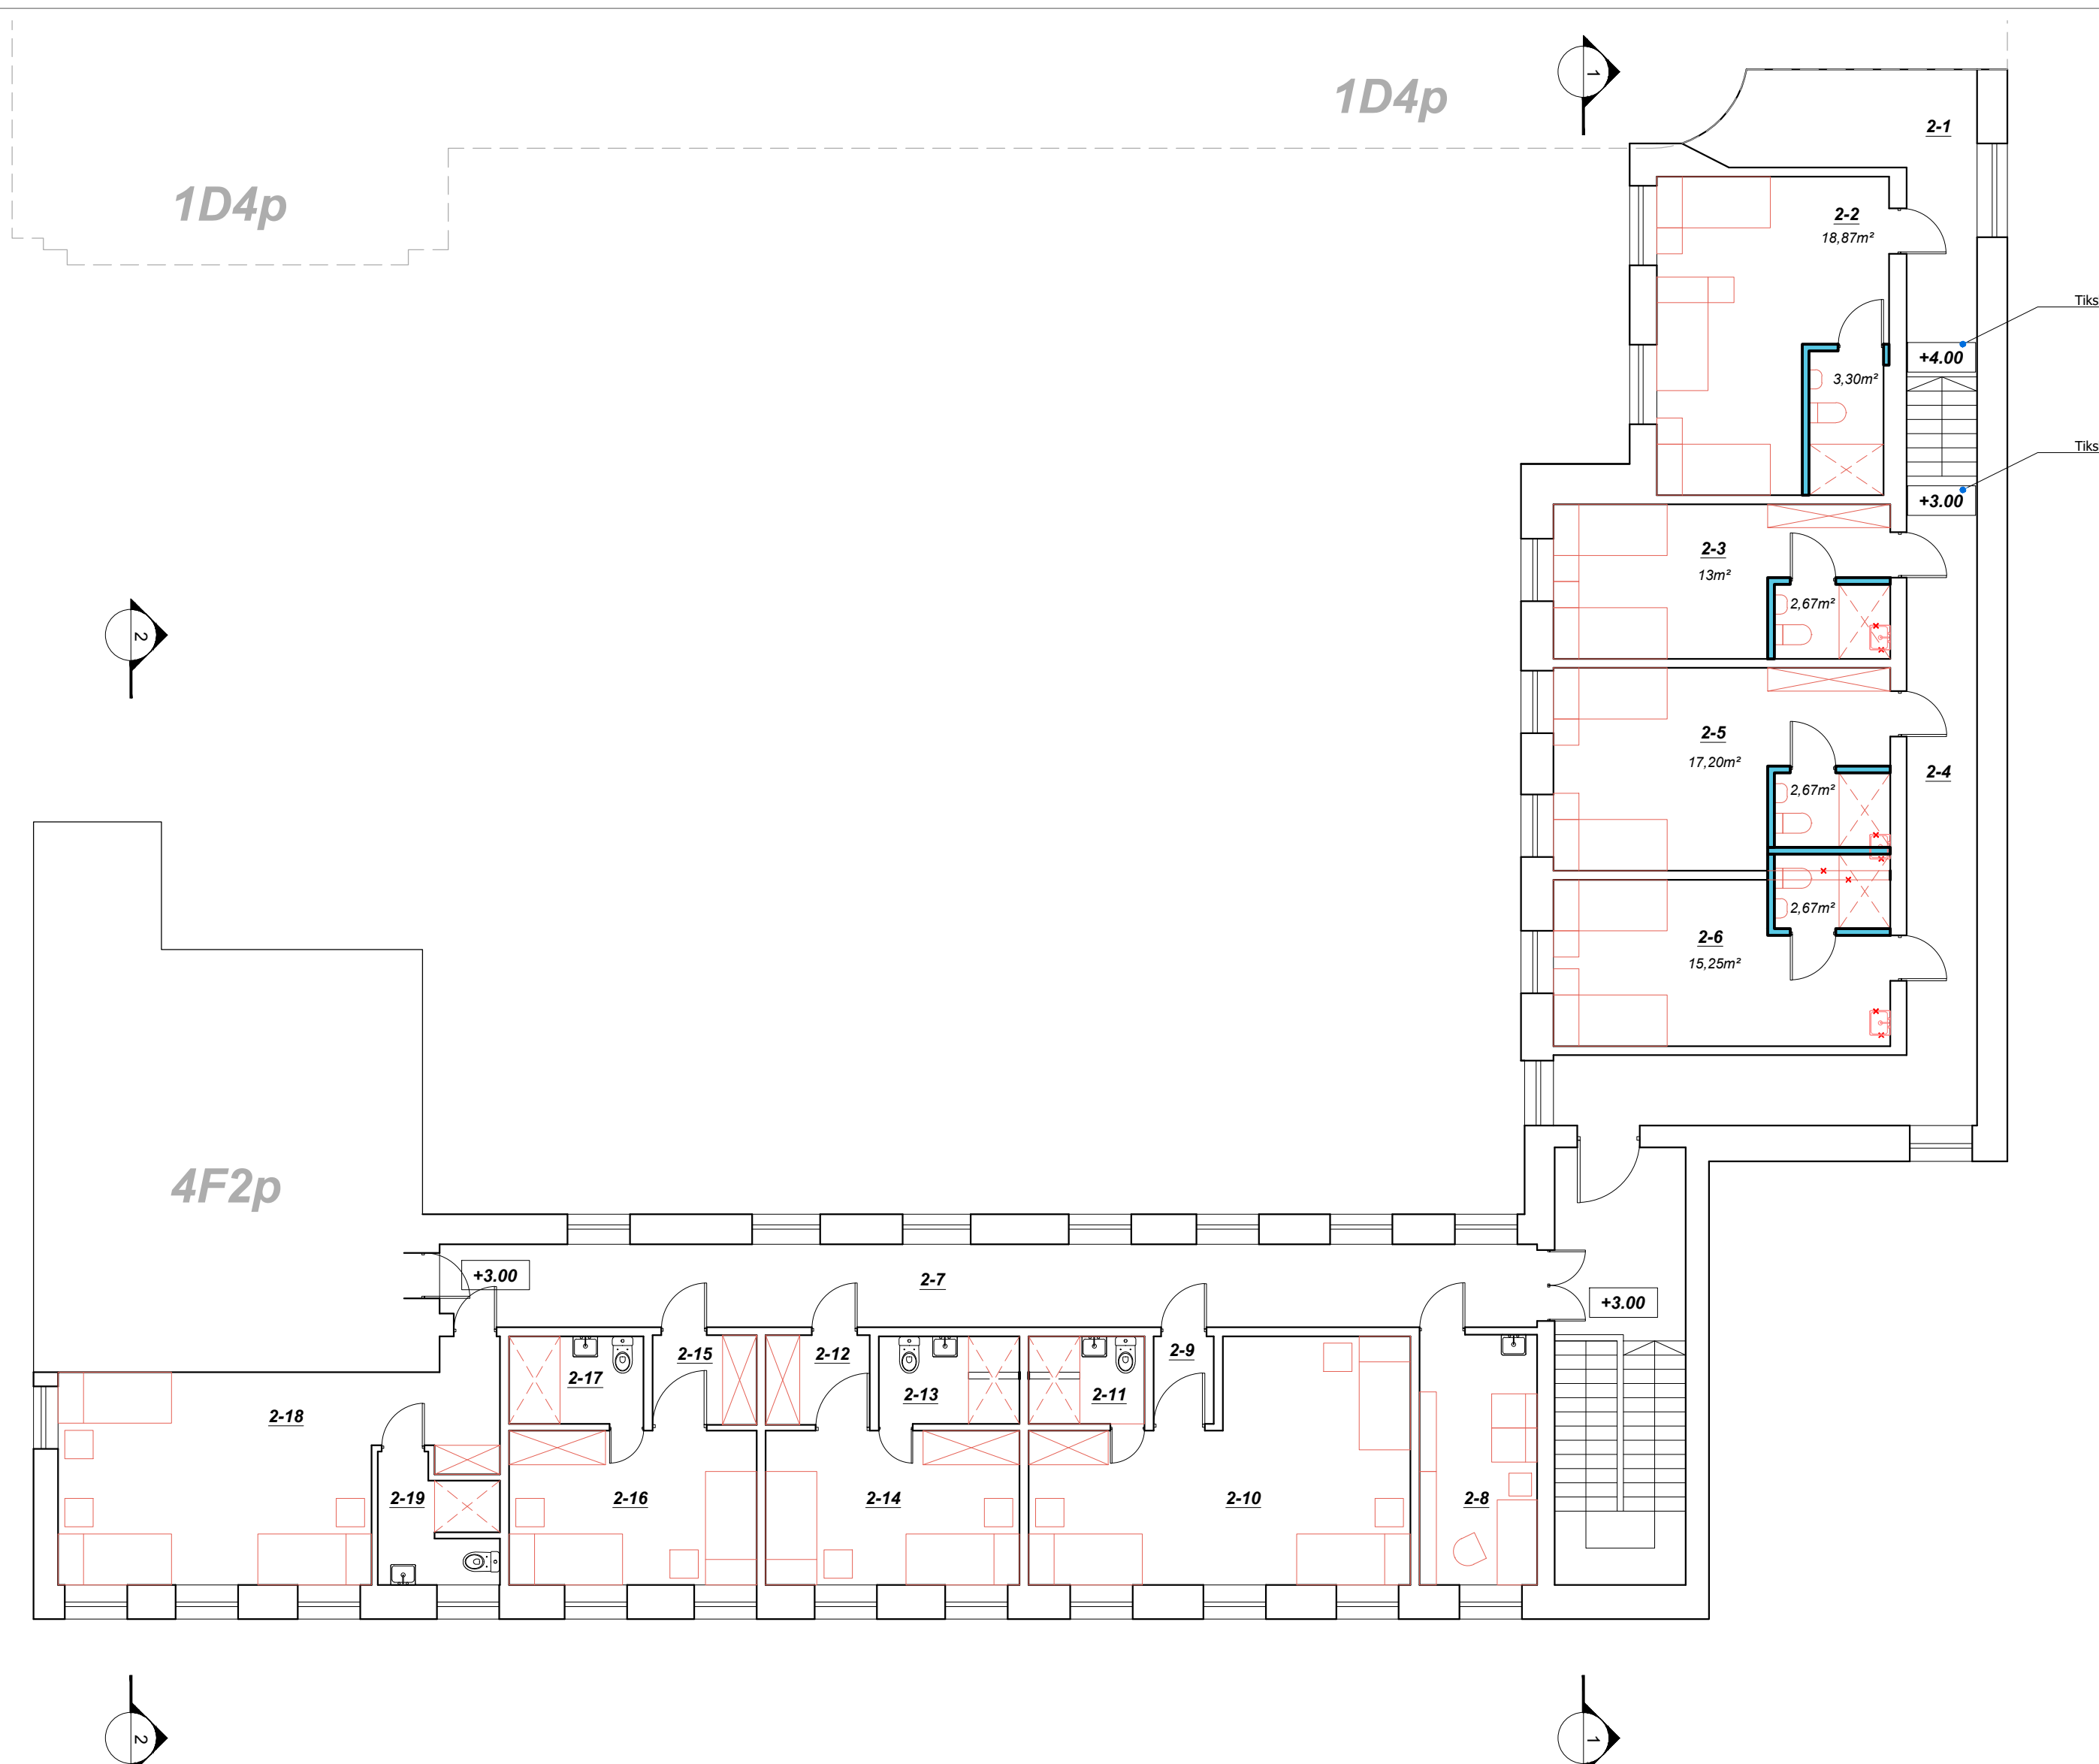 1D4p
1
2-1
1D4p
2-2
18,87m²
Tiks
+4.00
3,30m²
Tiks
+3.00
2-3
13m²
2,67m²
2
2-5
17,20m²
2-4
2,67m²
2,67m²
2-6
15,25m²
4F2p
+3.00
2-7
+3.00
2-17
2-15
2-12
2-13
2-11
2-9
2-18
2-19
2-16
2-14
2-10
2-8
2
1